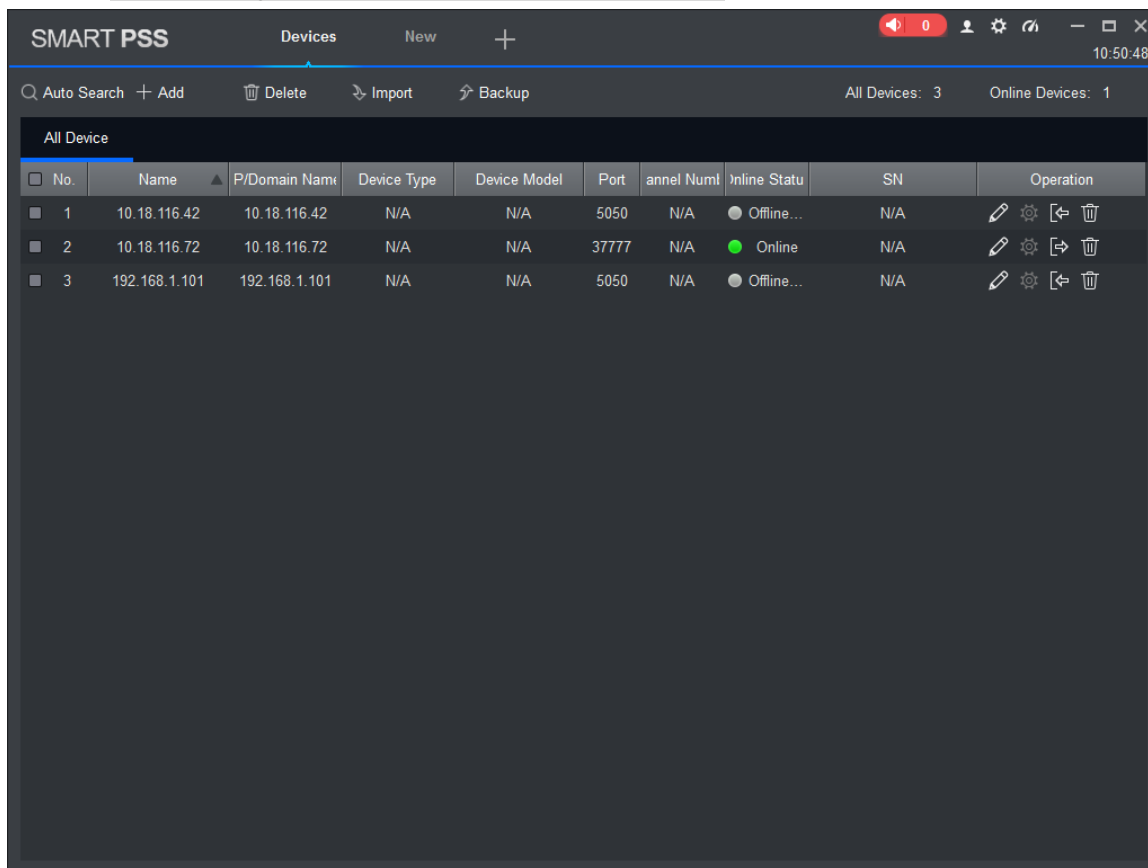 SMART PSS Devices New 0
10:50:48
Auto Search Add Delete Import Backup All Devices: 3 Online Devices: 1
All Device
No. Name P/Domain Name Device Type Device Model Port annel Numb Online Statu SN Operation
1 10.18.116.42 10.18.116.42 N/A N/A 5050 N/A Offline... N/A
2 10.18.116.72 10.18.116.72 N/A N/A 37777 N/A Online N/A
3 192.168.1.101 192.168.1.101 N/A N/A 5050 N/A Offline... N/A